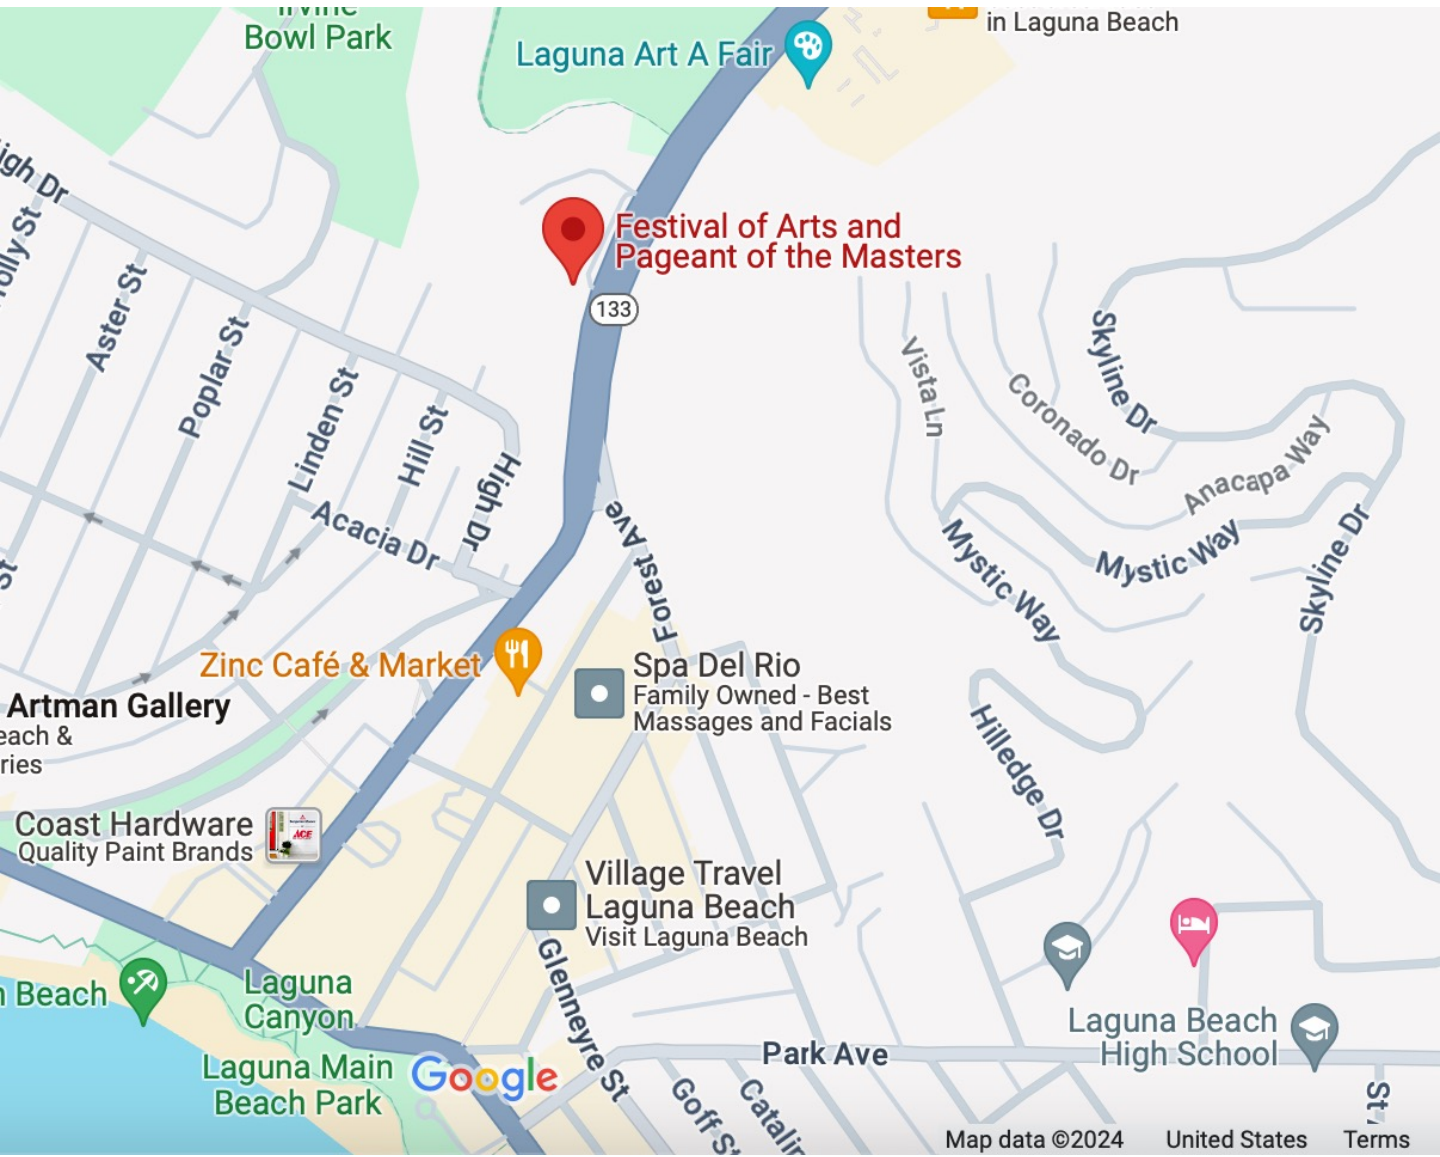 Bowl Park
in Laguna Beach
Laguna Art A Fair
Festival of Arts and
Pageant of the Masters
133
Aster St
Poplar St
Linden St
Hill St
High Dr
Acacia Dr
Forest Ave
Vista Ln
Coronado Dr
Skyline Dr
Anacapa Way
Mystic Way
Mystic Way
Skyline Dr
Hilledge Dr
Zinc Café & Market
Spa Del Rio
Family Owned - Best
Massages and Facials
Artman Gallery
each &
ries
Coast Hardware
Quality Paint Brands
ACE
Village Travel
Laguna Beach
Visit Laguna Beach
Glenneyre St
Beach
Laguna
Canyon
Laguna Main
Beach Park
Google
Park Ave
Laguna Beach
High School
Goff St
Catalin
St
Map data ©2024 United States Terms